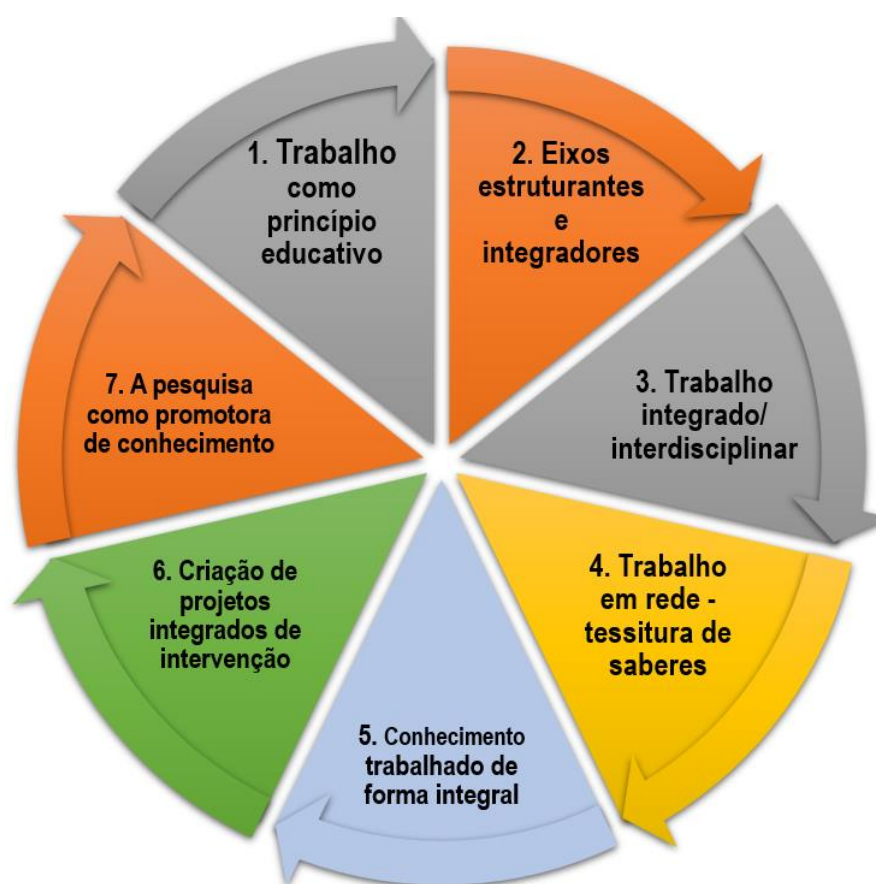 1. Trabalho
como
princípio
educativo
2. Eixos
estruturantes
e
integradores
3. Trabalho
integrado/
interdisciplinar
4. Trabalho
em rede -
tessitura de
saberes
5. Conhecimento
trabalhado de
forma integral
6. Criação de
projetos
integrados de
intervenção
7. A pesquisa
como promotora
de conhecimento